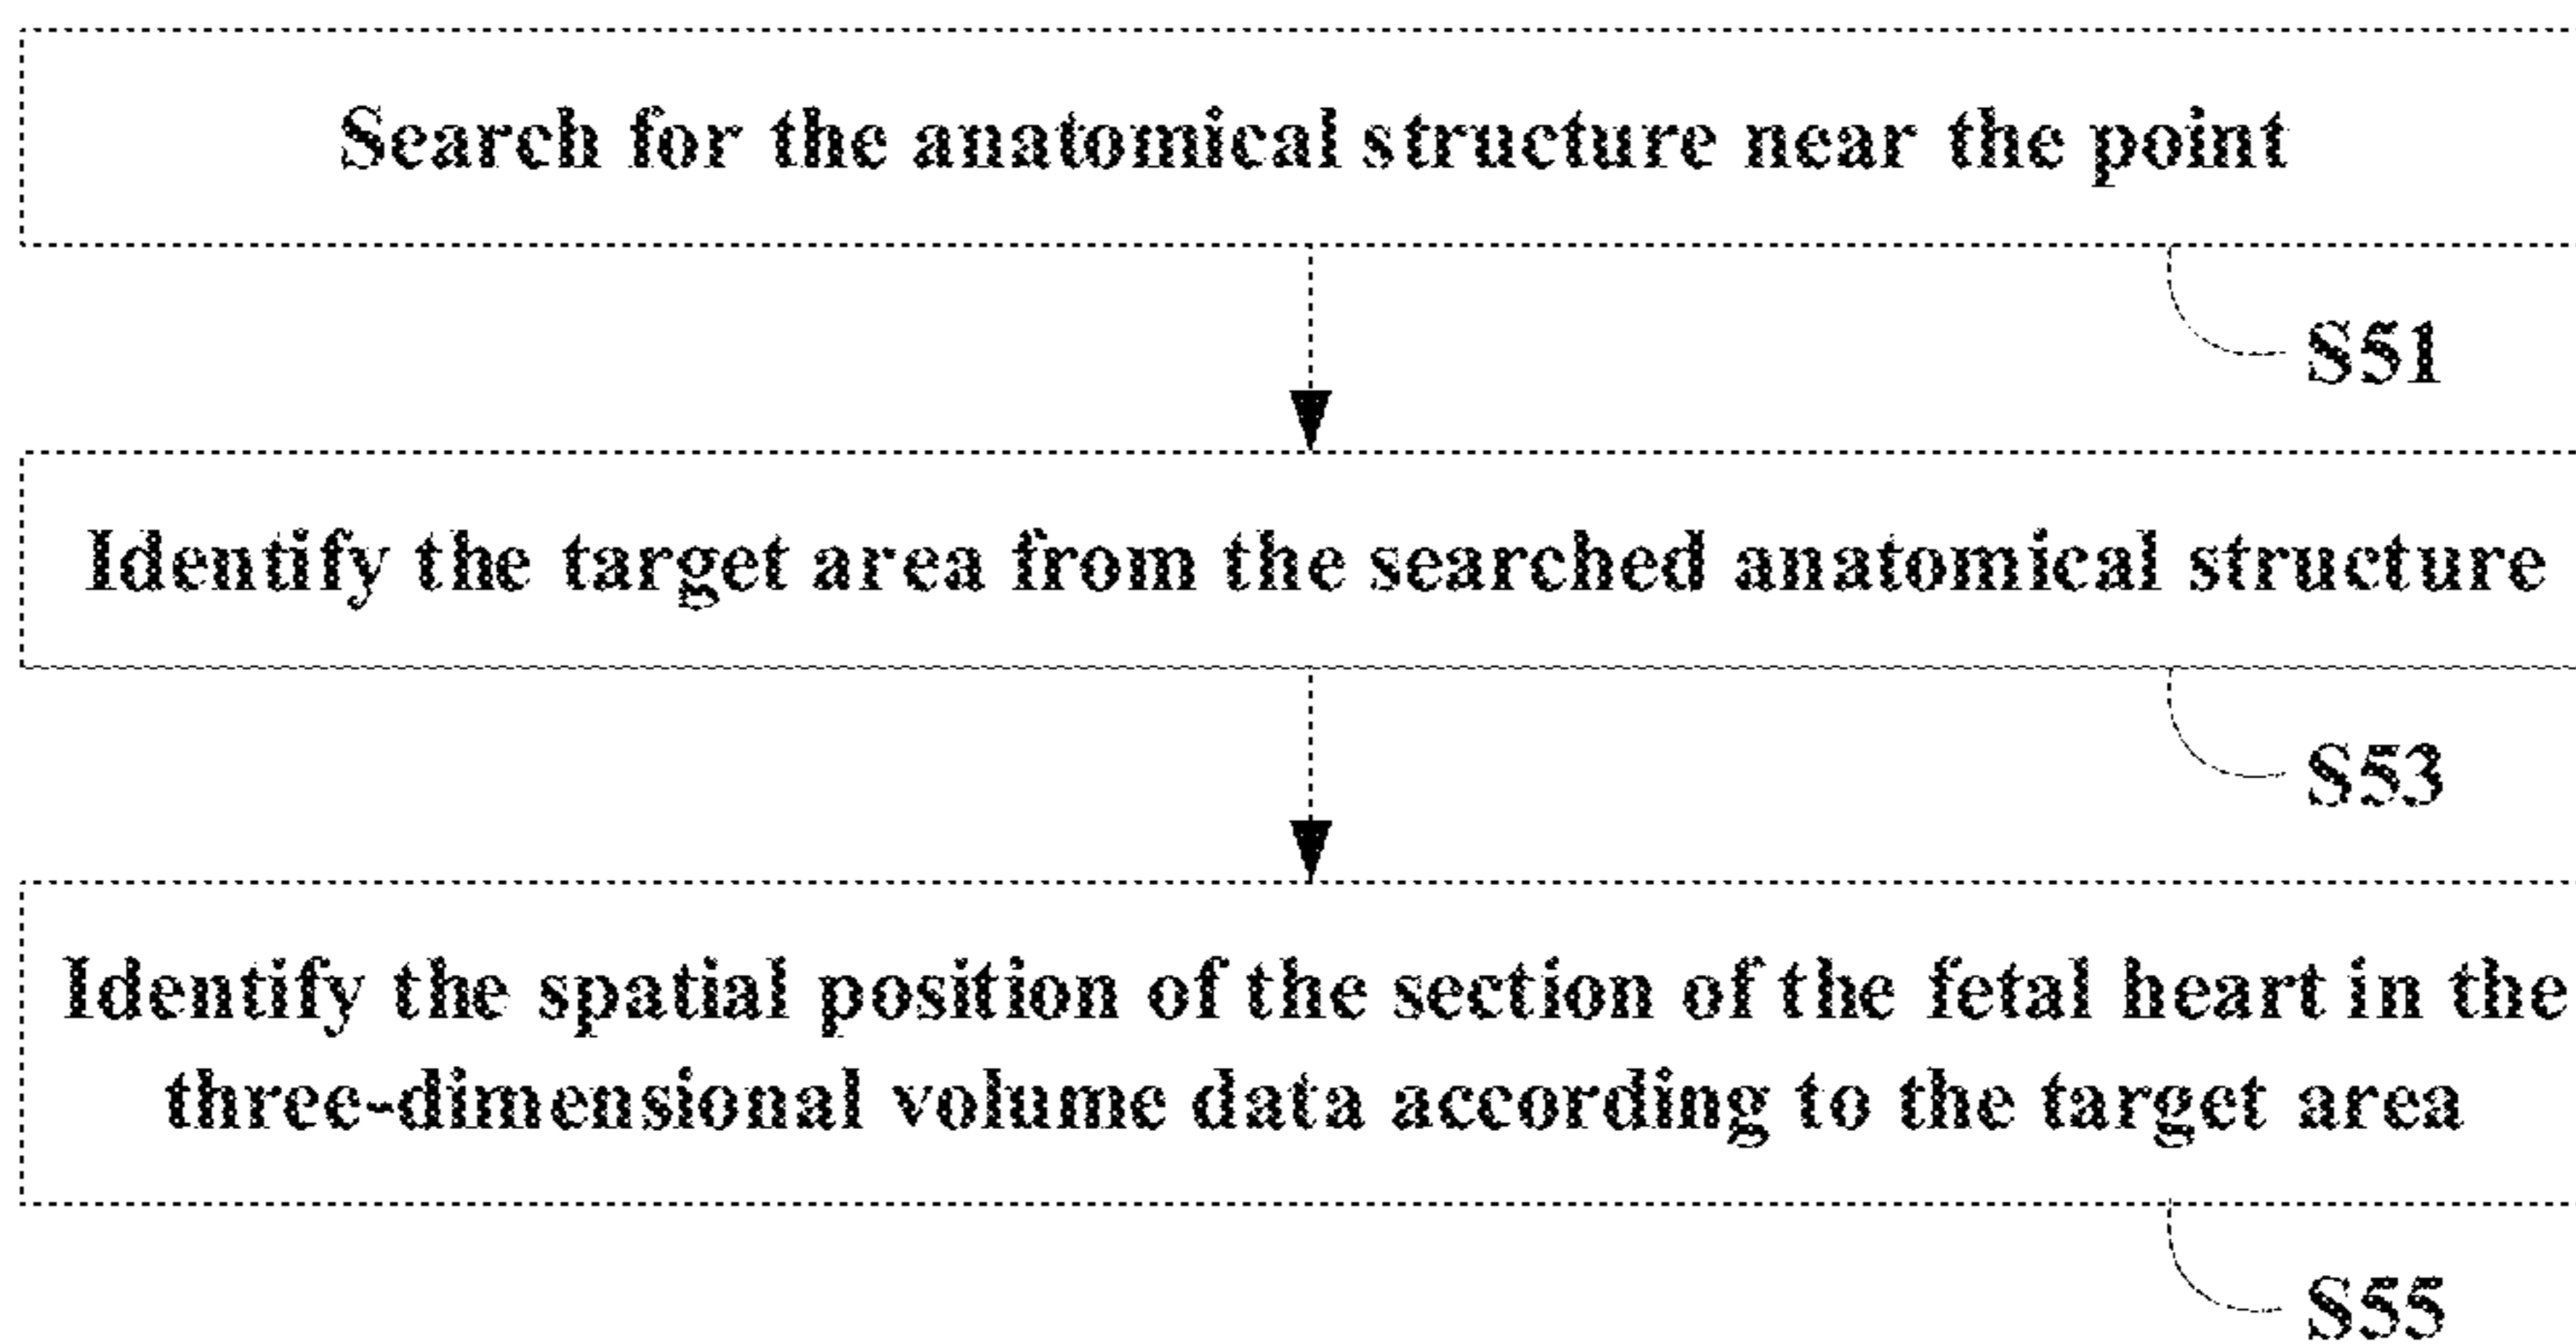 Search for the anatomical structure near the point
S51
Identify the target area from the searched anatomical structure
S53
Identify the spatial position of the section of the fetal heart in the
three-dimensional volume data according to the target area
S55